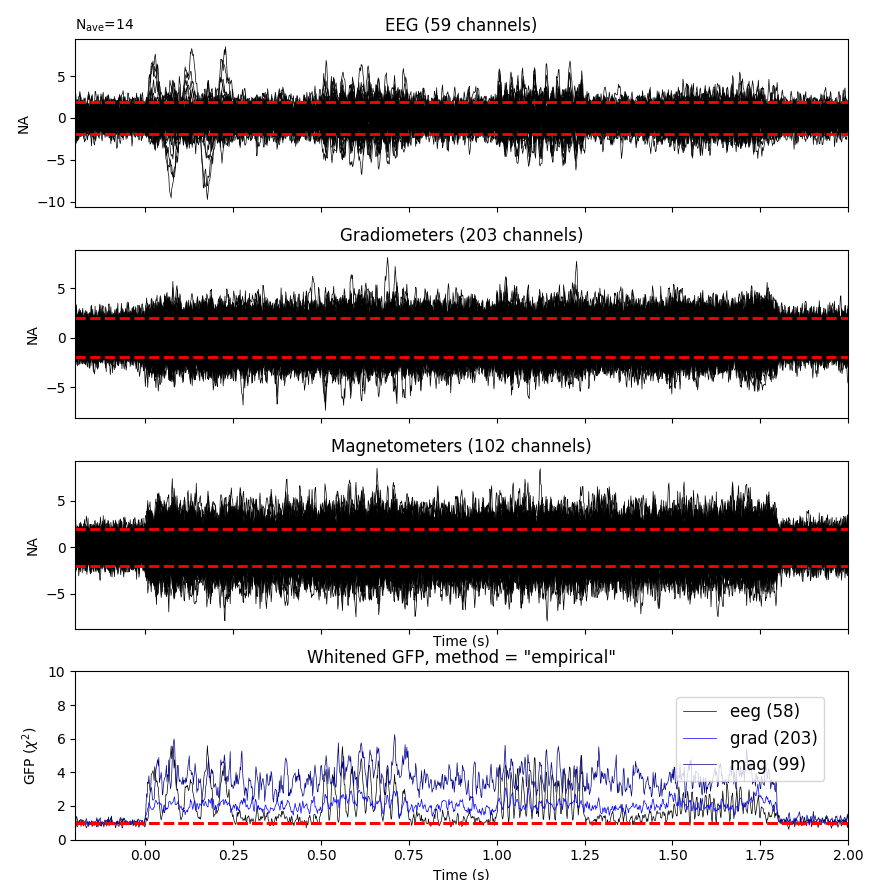 N_ave=14
EEG (59 channels)
5
0
−5
−10
NA
Gradiometers (203 channels)
5
0
−5
NA
Magnetometers (102 channels)
5
0
−5
NA
Time (s)
Whitened GFP, method = "empirical"
10
8
6
4
2
0
GFP (χ²)
eeg (58)
grad (203)
mag (99)
0.00 0.25 0.50 0.75 1.00 1.25 1.50 1.75 2.00
Time (s)